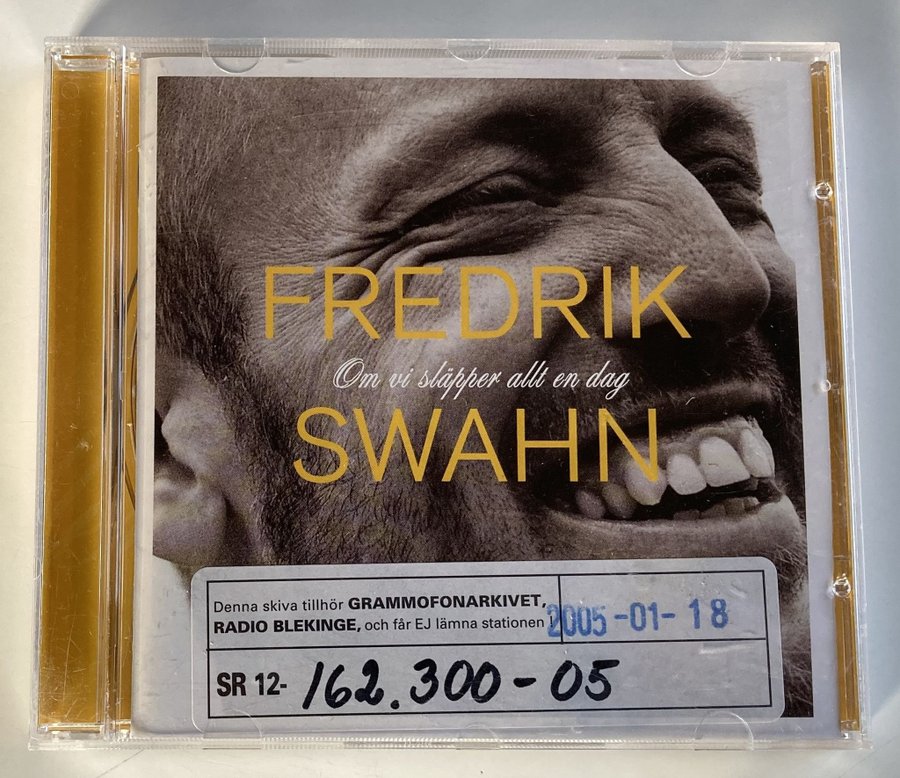 FREDRIK
Om vi släpper allt en dag
SWAHN
Denna skiva tillhör GRAMMOFONARKIVET,
RADIO BLEKINGE, och får EJ lämna stationen !
2005-01-18
SR 12- 162.300-05